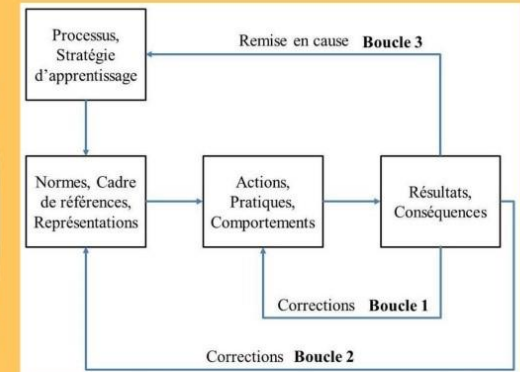 Processus,
Stratégie
d'apprentissage
Remise en cause Boucle 3
Normes, Cadre
de références,
Représentations
Actions,
Pratiques,
Comportements
Résultats,
Conséquences
Corrections Boucle 1
Corrections Boucle 2